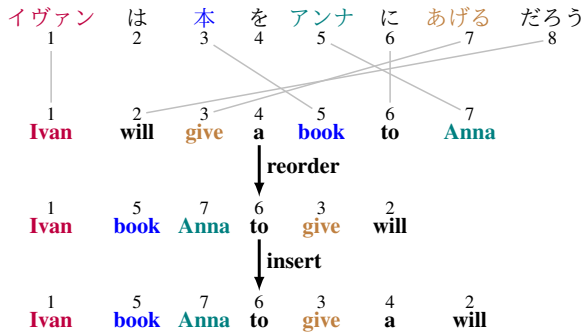 イヴァン は 本 を アンナ に あげる だろう
1 2 3 4 5 6 7 8
1 2 3 4 5 6 7
Ivan will give a book to Anna
reorder
1 5 7 6 3 2
Ivan book Anna to give will
insert
1 5 7 6 3 4 2
Ivan book Anna to give a will